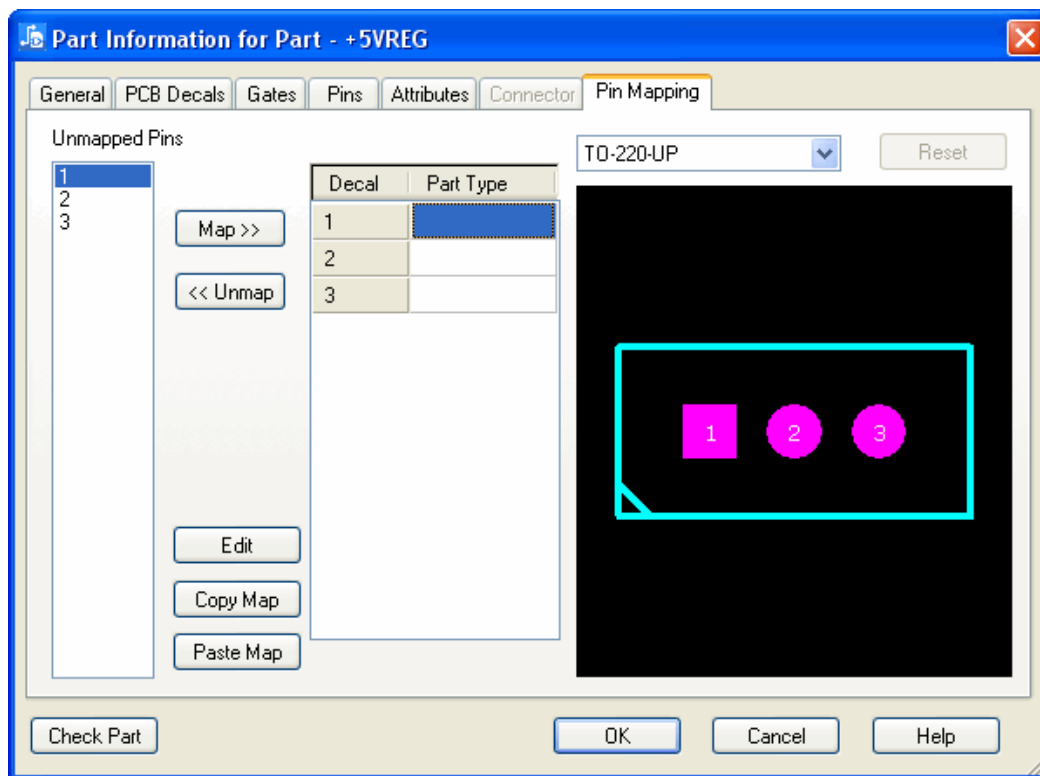 Part Information for Part - +5VREG
General PCB Decals Gates Pins Attributes Connector Pin Mapping
Unmapped Pins
1
2
3
Map >>
<< Unmap
Edit
Copy Map
Paste Map
Decal Part Type
1
2
3
TO-220-UP
Reset
1 2 3
Check Part
OK
Cancel
Help